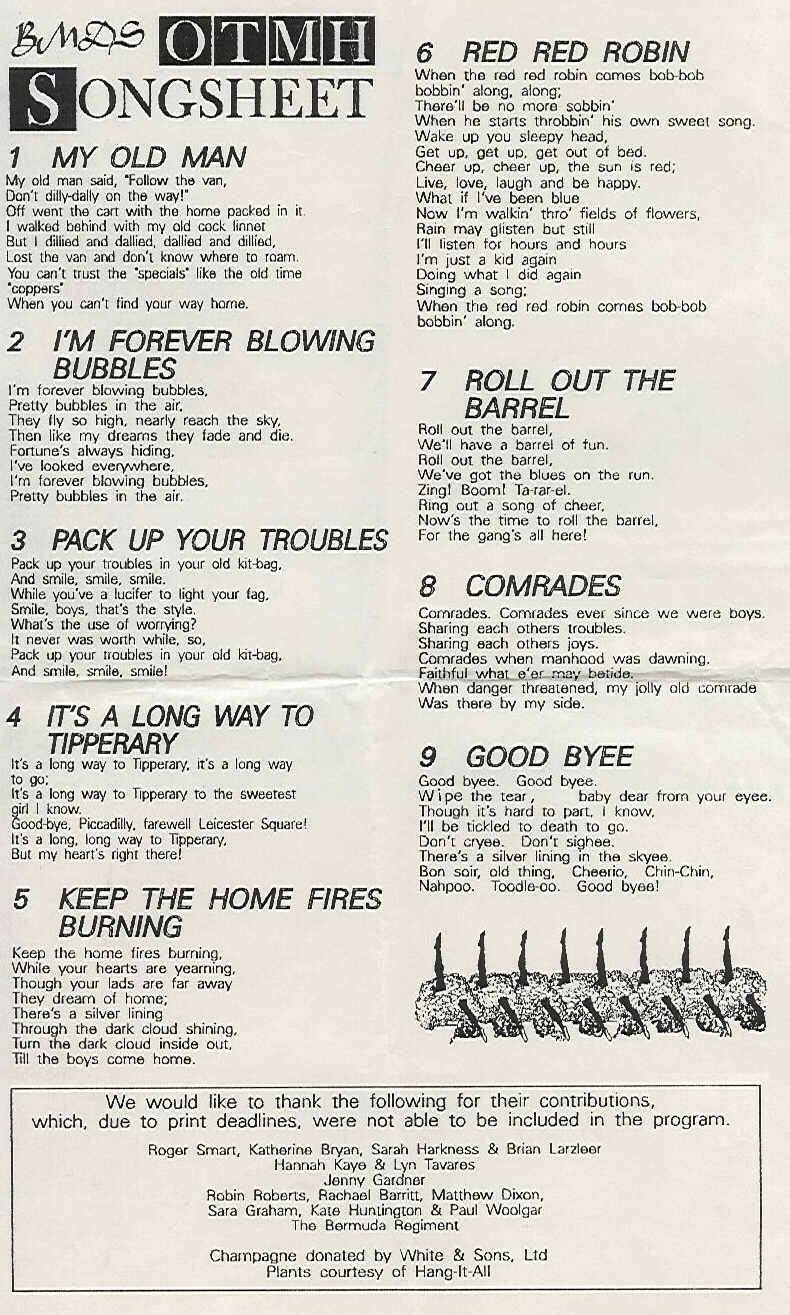 BMDS OTMH
SONGSHEET
1 MY OLD MAN
My old man said, "Follow the van,
Don't dilly-dally on the way!"
Off went the cart with the home packed in it.
I walked behind with my old cock linnet
But I dillied and dallied, dallied and dillied,
Lost the van and don't know where to roam.
You can't trust the "specials" like the old time
"coppers"
When you can't find your way home.
2 I'M FOREVER BLOWING
BUBBLES
I'm forever blowing bubbles,
Pretty bubbles in the air,
They fly so high, nearly reach the sky,
Then like my dreams they fade and die.
Fortune's always hiding,
I've looked everywhere,
I'm forever blowing bubbles,
Pretty bubbles in the air.
3 PACK UP YOUR TROUBLES
Pack up your troubles in your old kit-bag,
And smile, smile, smile.
While you've a lucifer to light your fag,
Smile, boys, that's the style.
What's the use of worrying?
It never was worth while, so,
Pack up your troubles in your old kit-bag,
And smile, smile, smile!
4 IT'S A LONG WAY TO
TIPPERARY
It's a long way to Tipperary, it's a long way
to go;
It's a long way to Tipperary to the sweetest
girl I know.
Good-bye, Piccadilly, farewell Leicester Square!
It's a long, long way to Tipperary,
But my heart's right there!
5 KEEP THE HOME FIRES
BURNING
Keep the home fires burning,
While your hearts are yearning,
Though your lads are far away
They dream of home;
There's a silver lining
Through the dark cloud shining,
Turn the dark cloud inside out,
Till the boys come home.
6 RED RED ROBIN
When the red red robin comes bob-bob
bobbin' along, along;
There'll be no more sobbin'
When he starts throbbin' his own sweet song.
Wake up you sleepy head,
Get up, get up, get out of bed.
Cheer up, cheer up, the sun is red;
Live, love, laugh and be happy.
What if I've been blue
Now I'm walkin' thro' fields of flowers,
Rain may glisten but still
I'll listen for hours and hours
I'm just a kid again
Doing what I did again
Singing a song;
When the red red robin comes bob-bob
bobbin' along.
7 ROLL OUT THE
BARREL
Roll out the barrel,
We'll have a barrel of fun.
Roll out the barrel,
We've got the blues on the run.
Zing! Boom! Ta-rar-el.
Ring out a song of cheer,
Now's the time to roll the barrel,
For the gang's all here!
8 COMRADES
Comrades. Comrades ever since we were boys.
Sharing each others troubles.
Sharing each others joys.
Comrades when manhood was dawning.
Faithful what e'er may betide.
When danger threatened, my jolly old comrade
Was there by my side.
9 GOOD BYEE
Good byee. Good byee.
Wipe the tear, baby dear from your eyee.
Though it's hard to part, I know,
I'll be tickled to death to go.
Don't cryee. Don't sighee.
There's a silver lining in the skyee.
Bon soir, old thing, Cheerio, Chin-Chin,
Nahpoo. Toodle-oo. Good byee!
We would like to thank the following for their contributions,
which, due to print deadlines, were not able to be included in the program.
Roger Smart, Katherine Bryan, Sarah Harkness & Brian Larzleer
Hannah Kaye & Lyn Tavares
Jenny Gardner
Robin Roberts, Rachael Barritt, Matthew Dixon,
Sara Graham, Kate Huntington & Paul Woolgar
The Bermuda Regiment
Champagne donated by White & Sons, Ltd
Plants courtesy of Hang-It-All